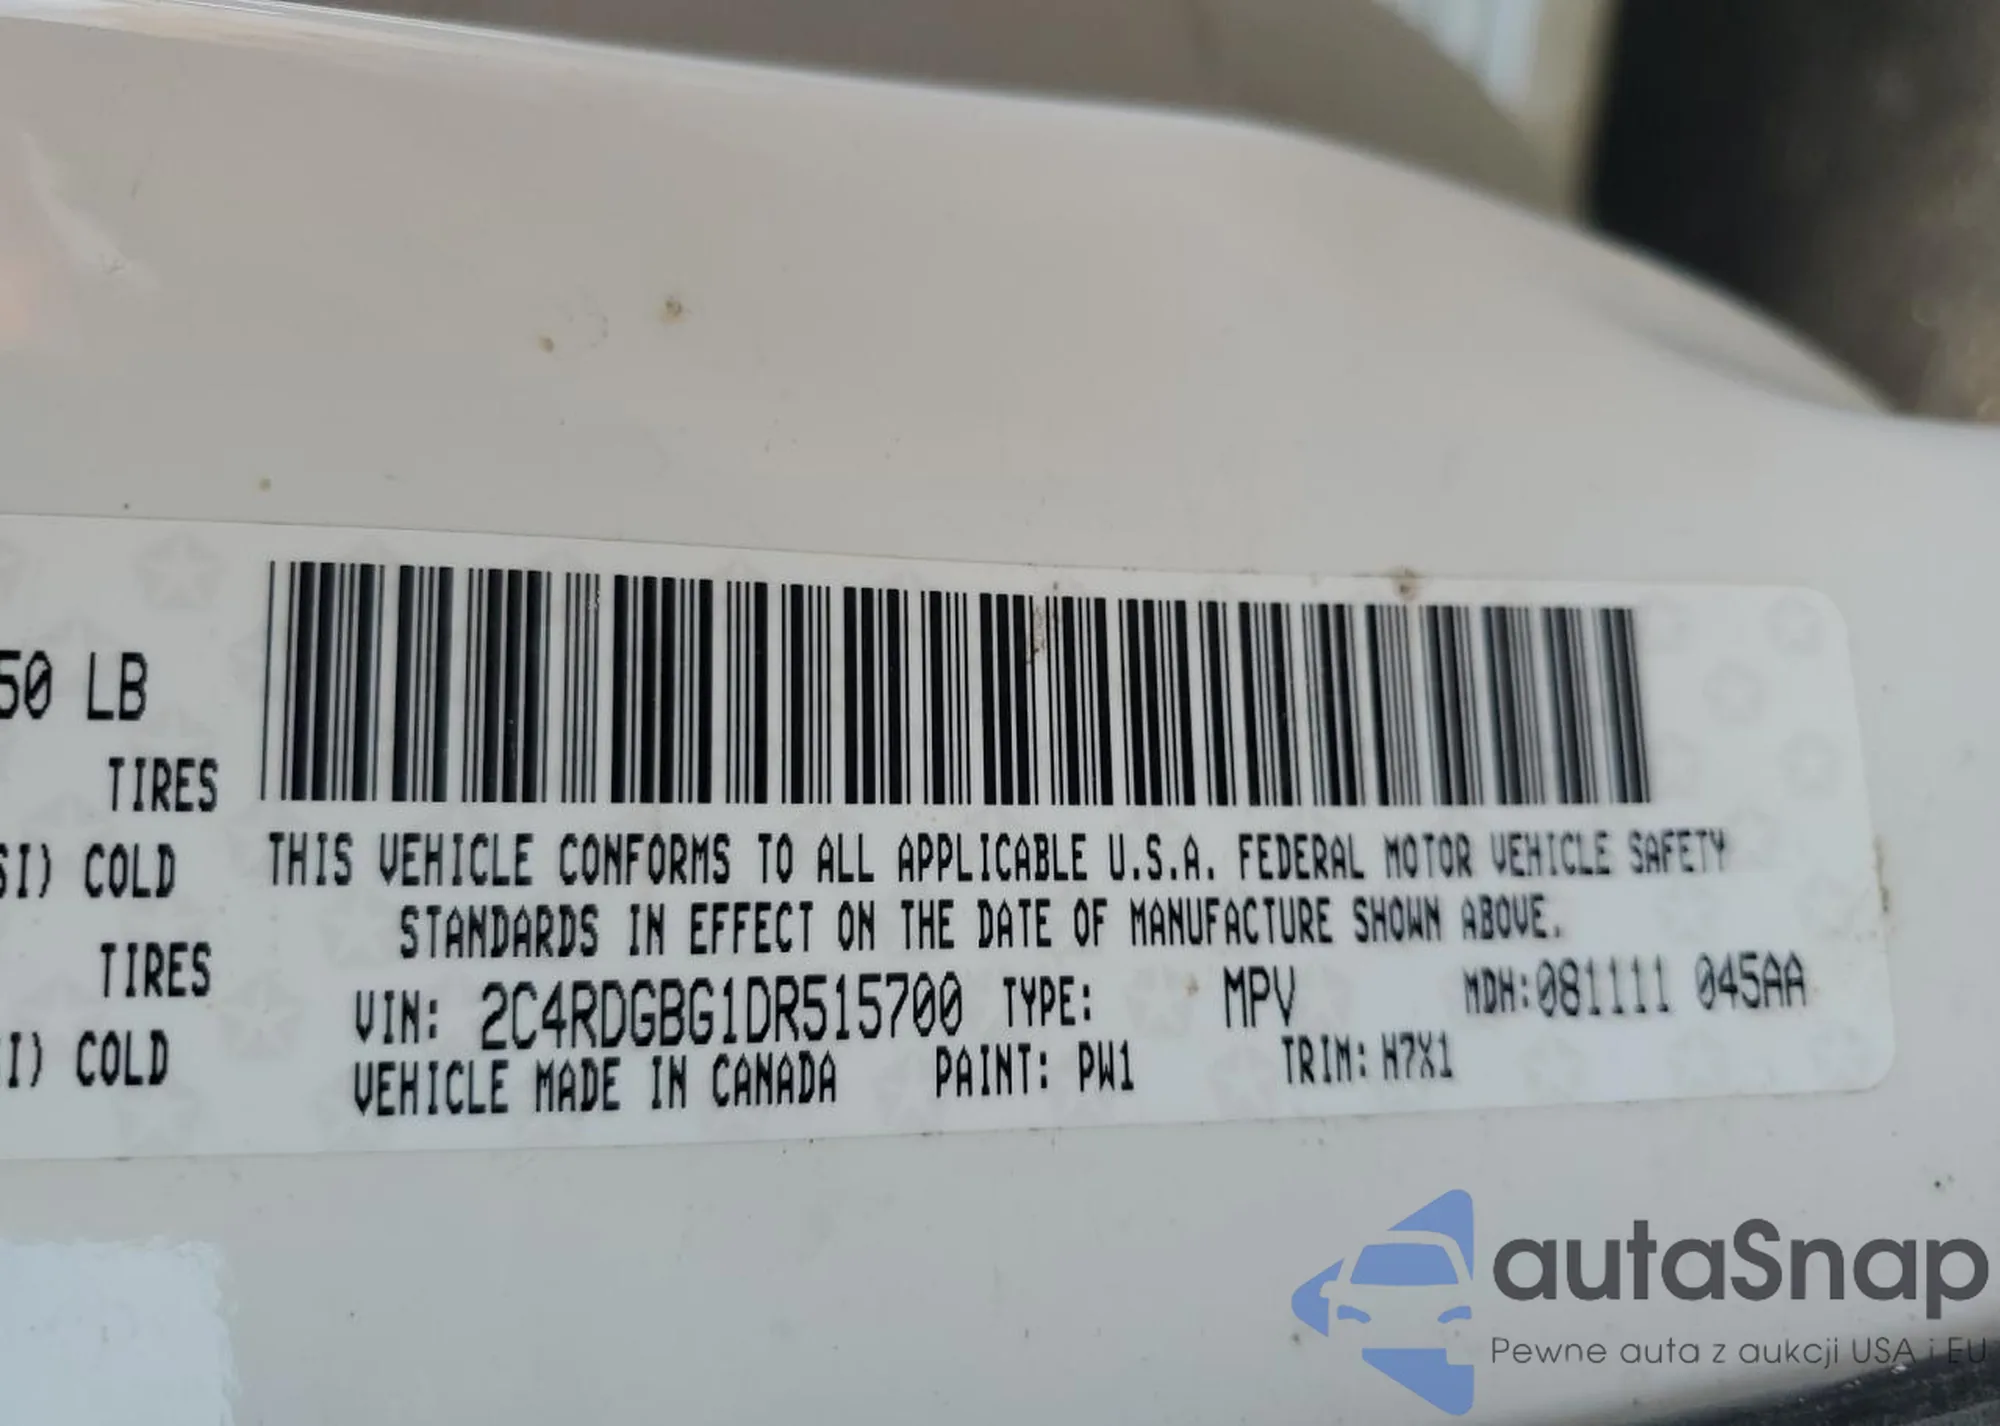 50 LB
TIRES
SI) COLD
TIRES
I) COLD
THIS VEHICLE CONFORMS TO ALL APPLICABLE U.S.A. FEDERAL MOTOR VEHICLE SAFETY
STANDARDS IN EFFECT ON THE DATE OF MANUFACTURE SHOWN ABOVE.
VIN: 2C4RDGBG1DR515700 TYPE: MPV MDH:081111 045AA
VEHICLE MADE IN CANADA PAINT: PW1 TRIM: H7X1
autaSnap
Pewne auta z aukcji USA i EU